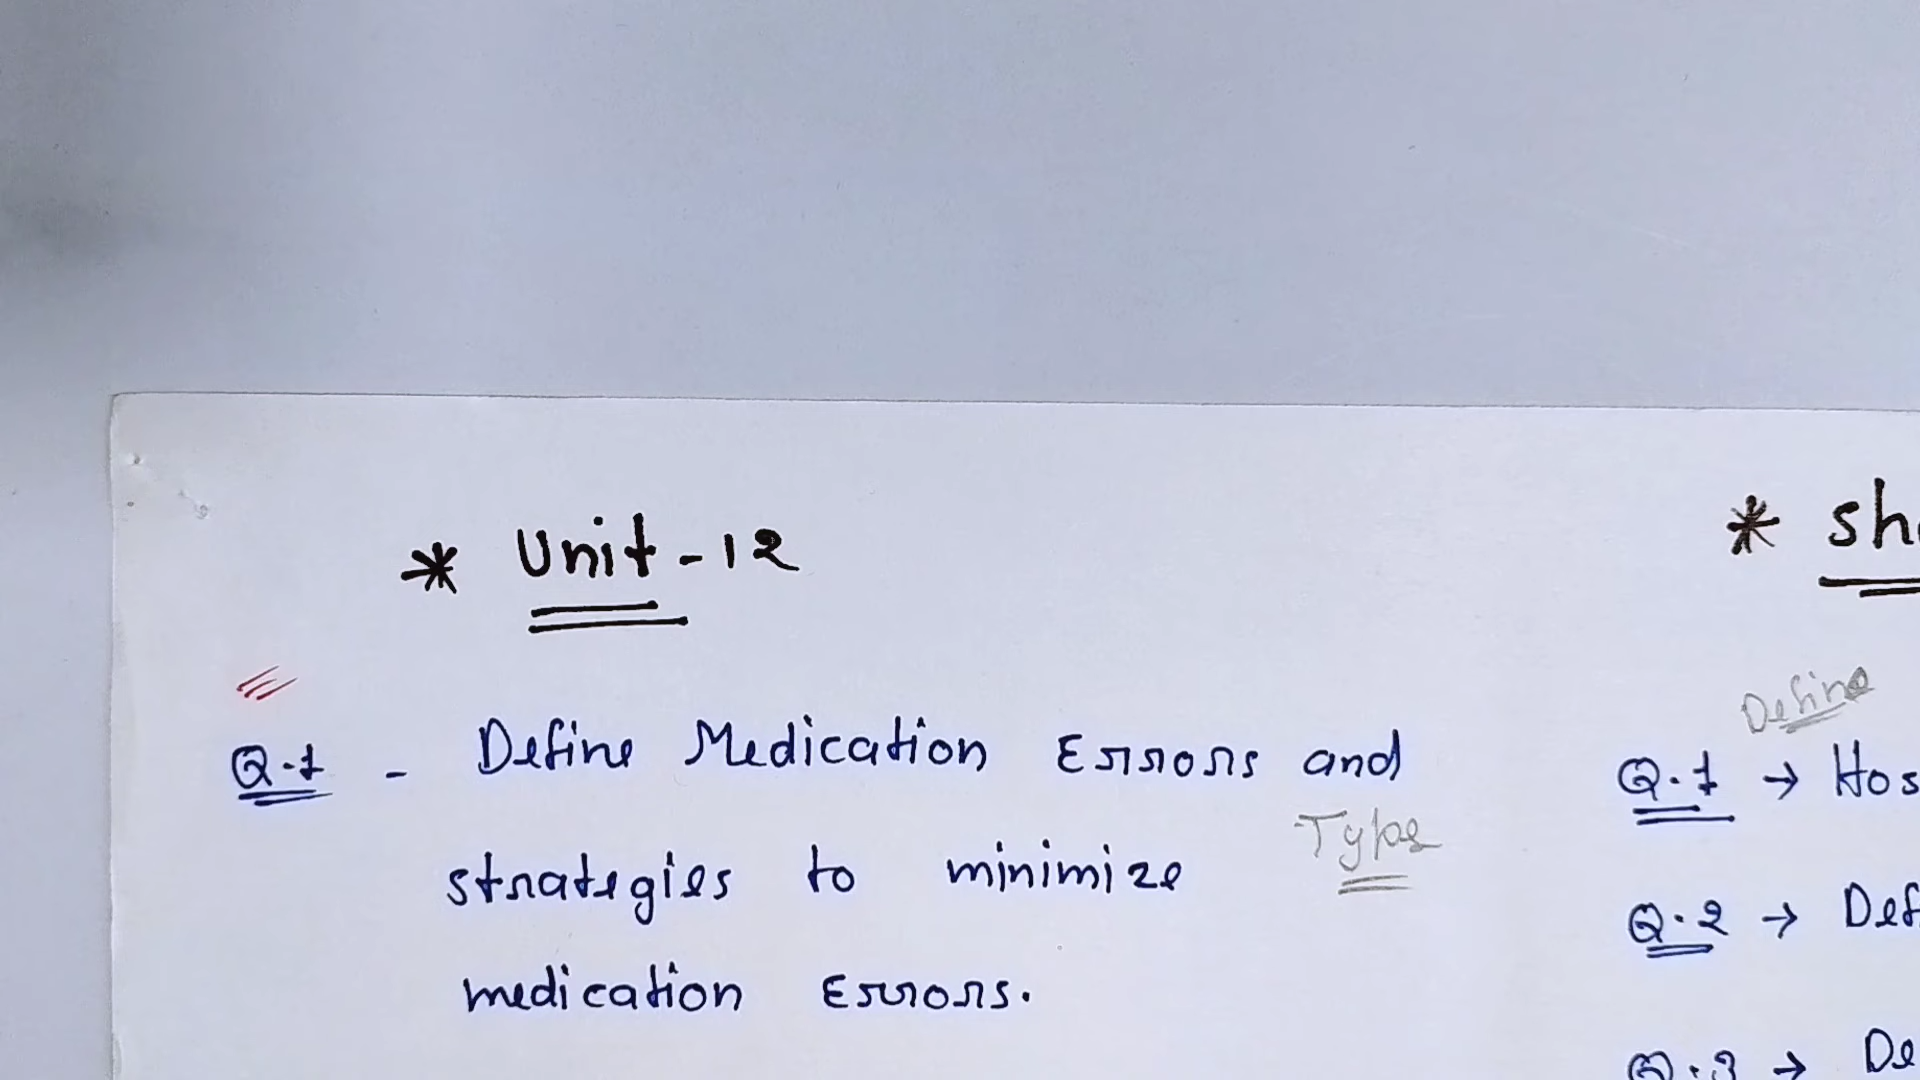 * Unit-12
Q.1 - Define Medication Errors and
Type
strategies to minimize
medication Errors.
* Sh
Define
Q.1 → Hos
Q.2 → Def
Q.3 → De